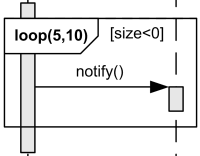 loop(5,10) [size<0]
notify()